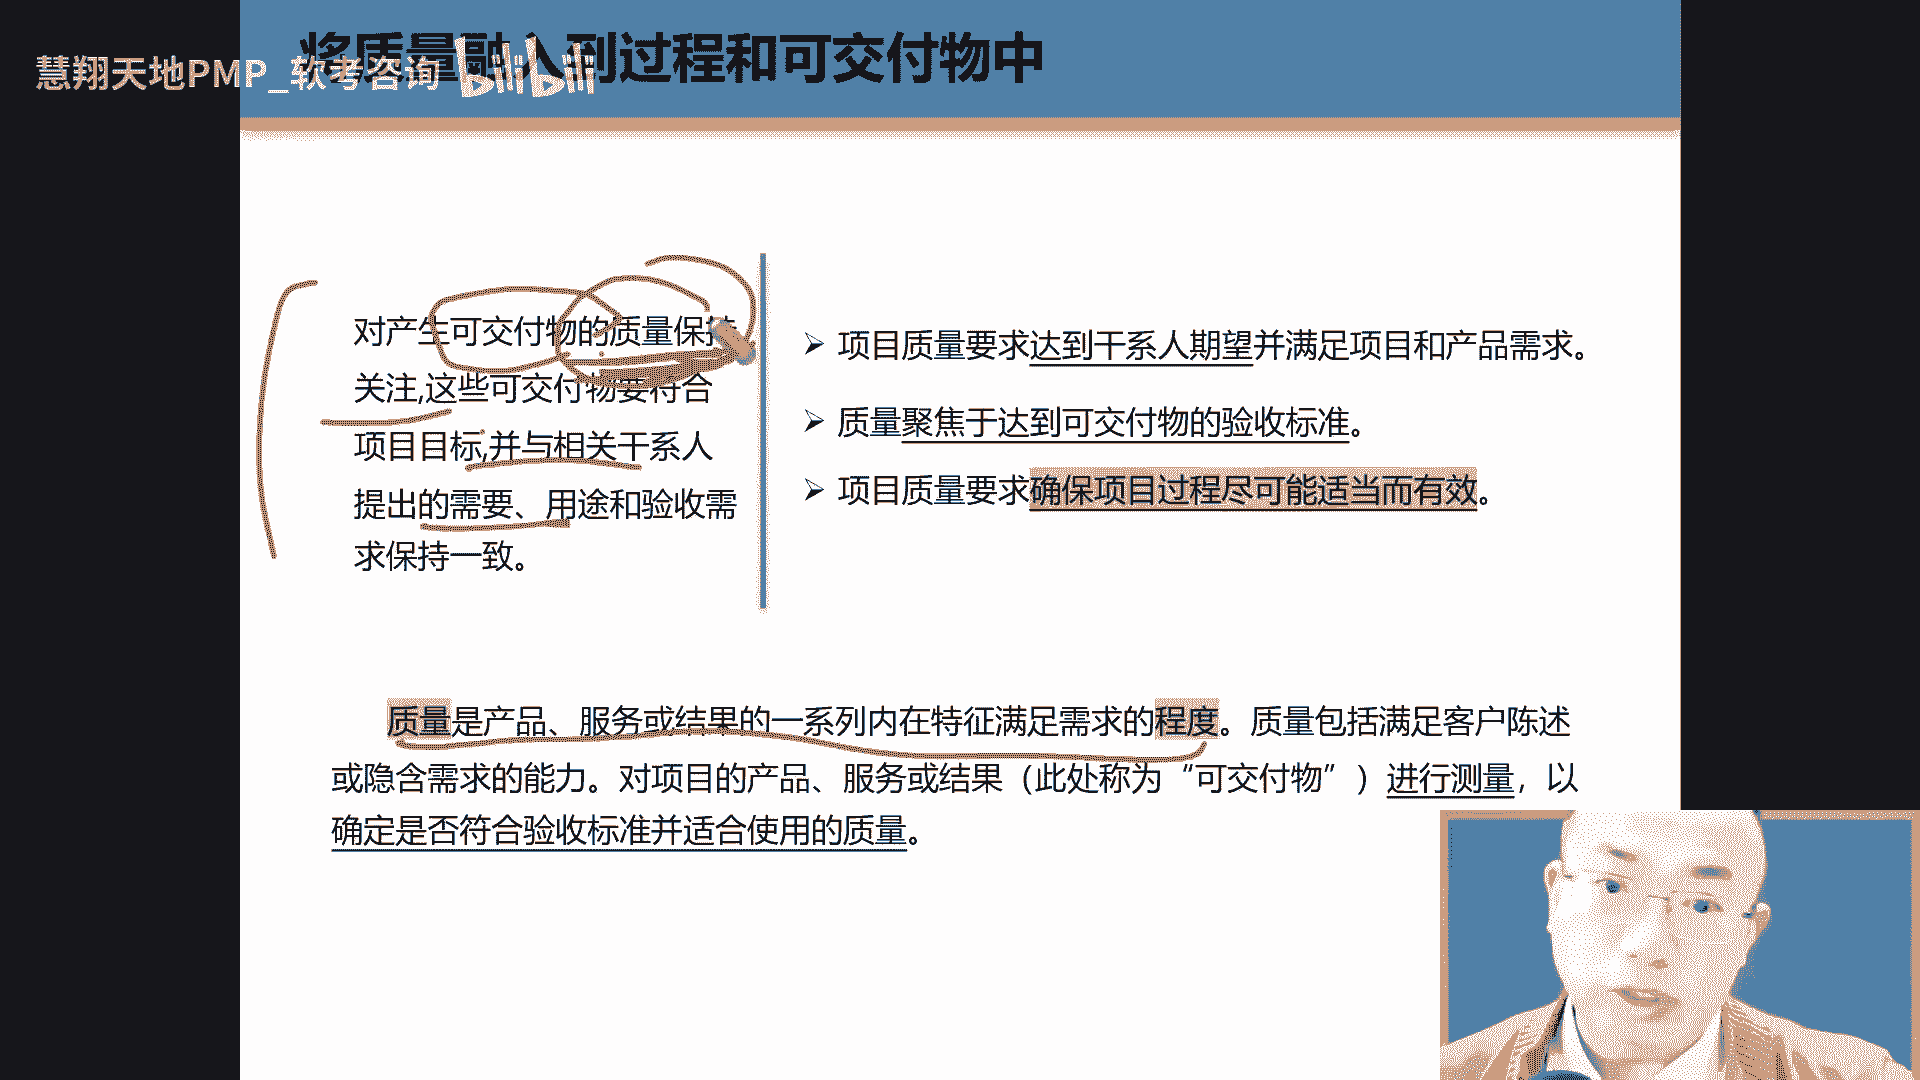 将质量融入到过程和可交付物中
慧翔天地PMP_软考咨询 bilibili
对产生可交付物的质量保持
关注,这些可交付物要符合
项目目标,并与相关干系人
提出的需要、用途和验收需
求保持一致。
➢ 项目质量要求达到干系人期望并满足项目和产品需求。
➢ 质量聚焦于达到可交付物的验收标准。
➢ 项目质量要求确保项目过程尽可能适当而有效。
质量是产品、服务或结果的一系列内在特征满足需求的程度。质量包括满足客户陈述
或隐含需求的能力。对项目的产品、服务或结果（此处称为“可交付物”）进行测量，以
确定是否符合验收标准并适合使用的质量。